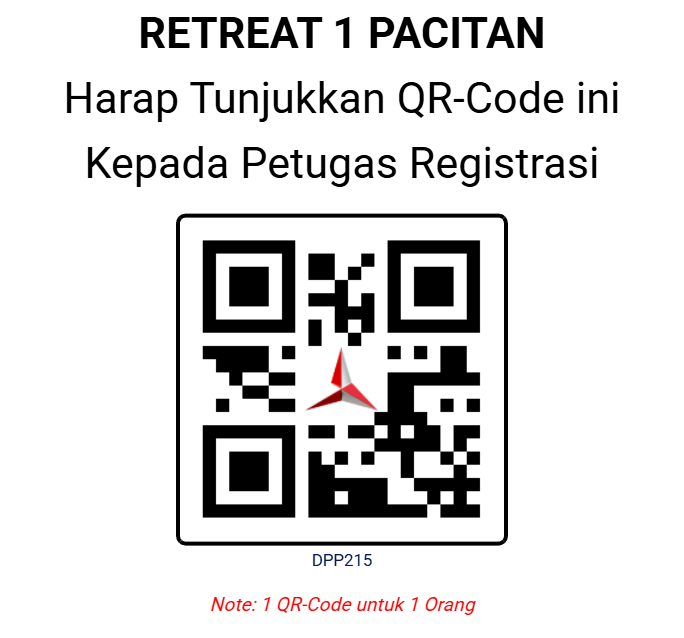 RETREAT 1 PACITAN
Harap Tunjukkan QR-Code ini
Kepada Petugas Registrasi
DPP215
Note: 1 QR-Code untuk 1 Orang